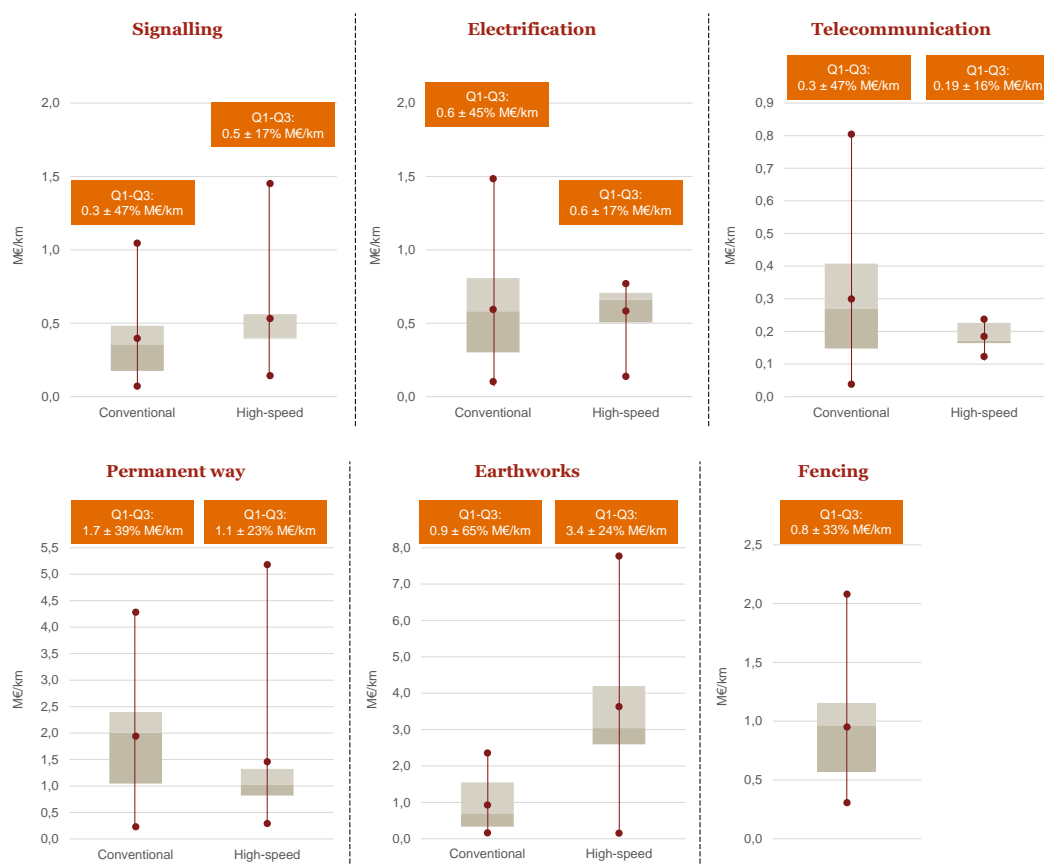 Signalling
Q1-Q3:
0.3 ± 47% M€/km
Q1-Q3:
0.5 ± 17% M€/km
M€/km
2,0
1,5
1,0
0,5
0,0
Conventional
High-speed
Electrification
Q1-Q3:
0.6 ± 45% M€/km
Q1-Q3:
0.6 ± 17% M€/km
2,0
1,5
1,0
0,5
0,0
Conventional
High-speed
Telecommunication
Q1-Q3:
0.3 ± 47% M€/km
Q1-Q3:
0.19 ± 16% M€/km
M€/km
0,9
0,8
0,7
0,6
0,5
0,4
0,3
0,2
0,1
0,0
Conventional
High-speed
Permanent way
Q1-Q3:
1.7 ± 39% M€/km
Q1-Q3:
1.1 ± 23% M€/km
M€/km
5,5
5,0
4,5
4,0
3,5
3,0
2,5
2,0
1,5
1,0
0,5
0,0
Conventional
High-speed
Earthworks
Q1-Q3:
0.9 ± 65% M€/km
Q1-Q3:
3.4 ± 24% M€/km
M€/km
8,0
7,0
6,0
5,0
4,0
3,0
2,0
1,0
0,0
Conventional
High-speed
Fencing
Q1-Q3:
0.8 ± 33% M€/km
M€/km
2,5
2,0
1,5
1,0
0,5
0,0